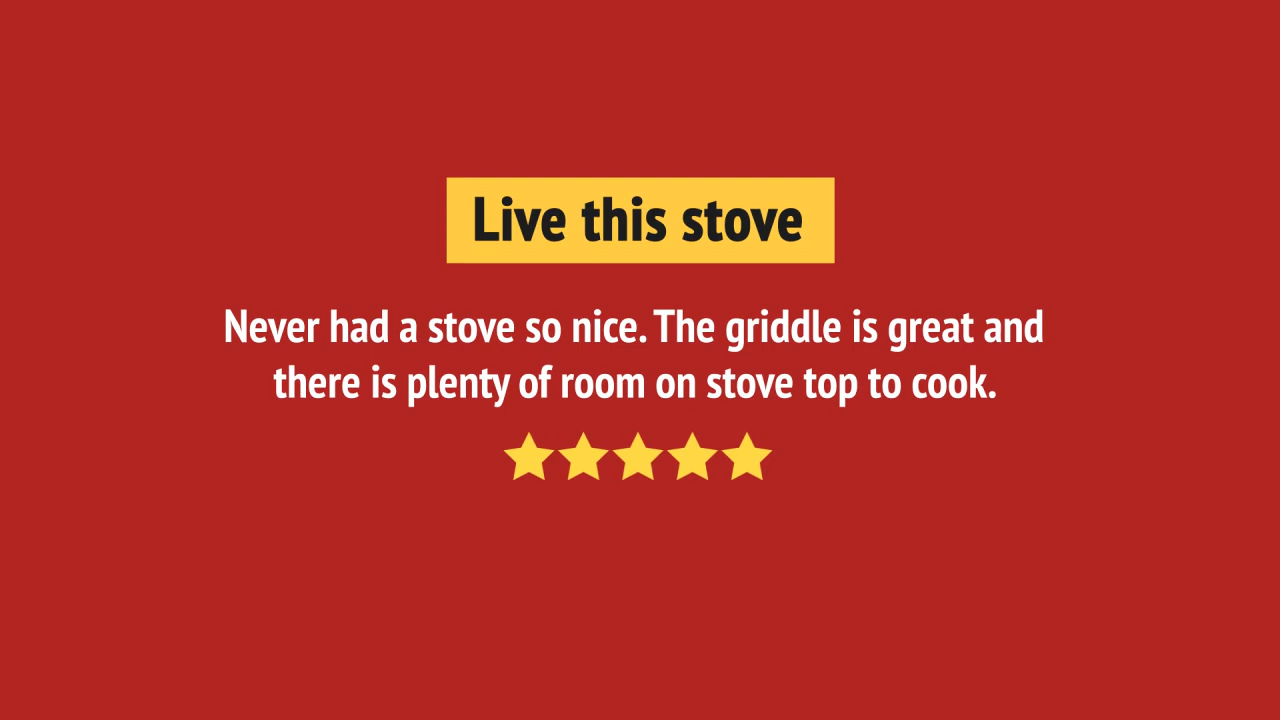 Live this stove
Never had a stove so nice. The griddle is great and
there is plenty of room on stove top to cook.